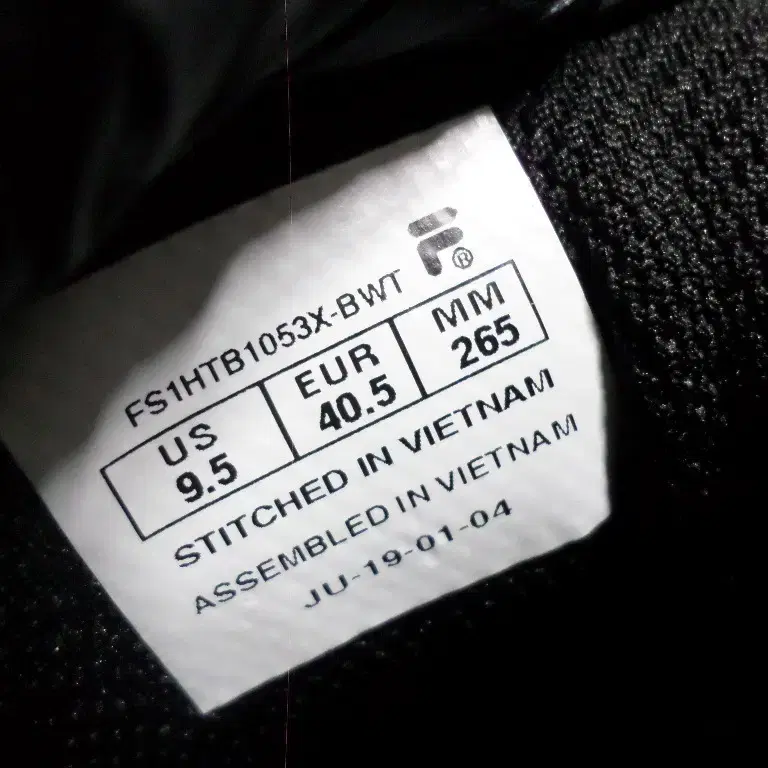 F®
FS1HTB1053X-BWT
US EUR MM
9.5 40.5 265
STITCHED IN VIETNAM
ASSEMBLED IN VIETNAM
JU-19-01-04